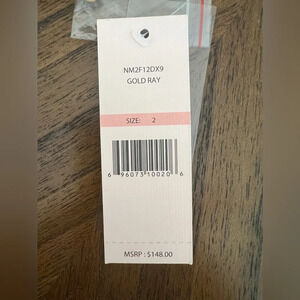 NM2F12DX9
GOLD RAY
SIZE: 2
6 96073 10020 6
MSRP : $148.00